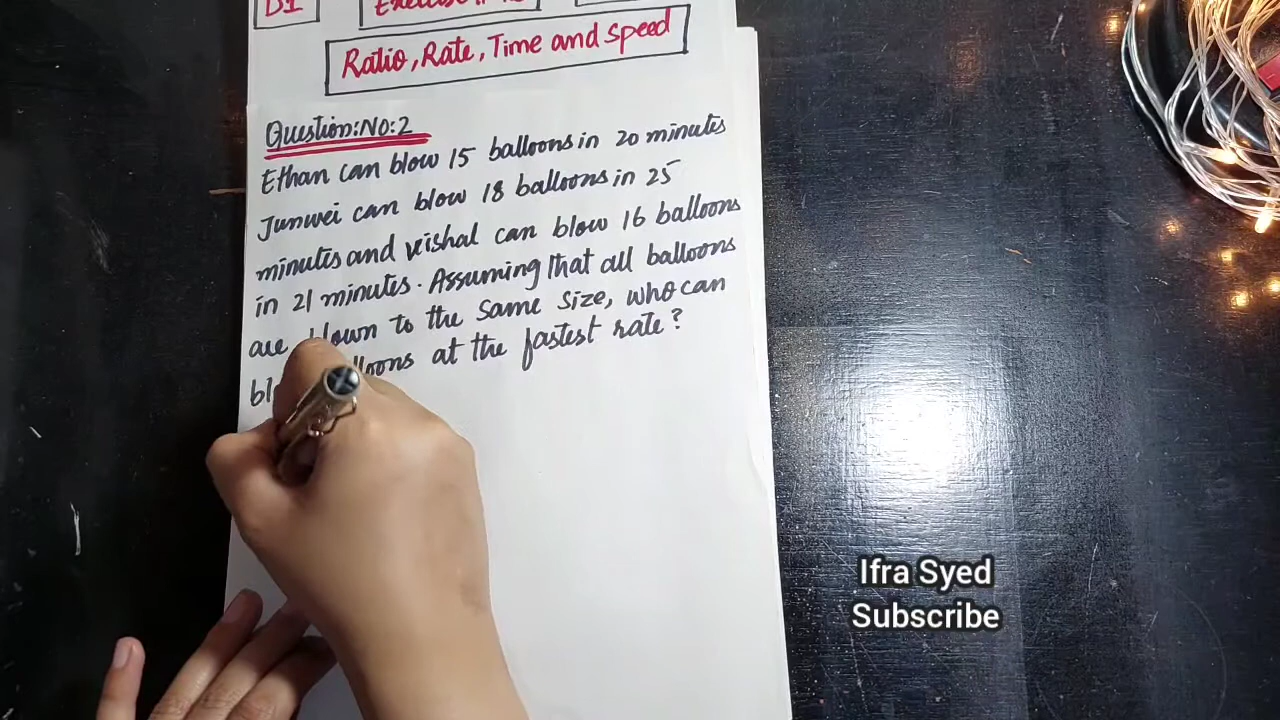 D1
Ratio, Rate, Time and Speed
Question:No:2
Ethan can blow 15 balloons in 20 minutes
Junwei can blow 18 balloons in 25
minutes and vishal can blow 16 balloons
in 21 minutes. Assuming that all balloons
are blown to the same size, who can
at the fastest rate?
Ifra Syed
Subscribe